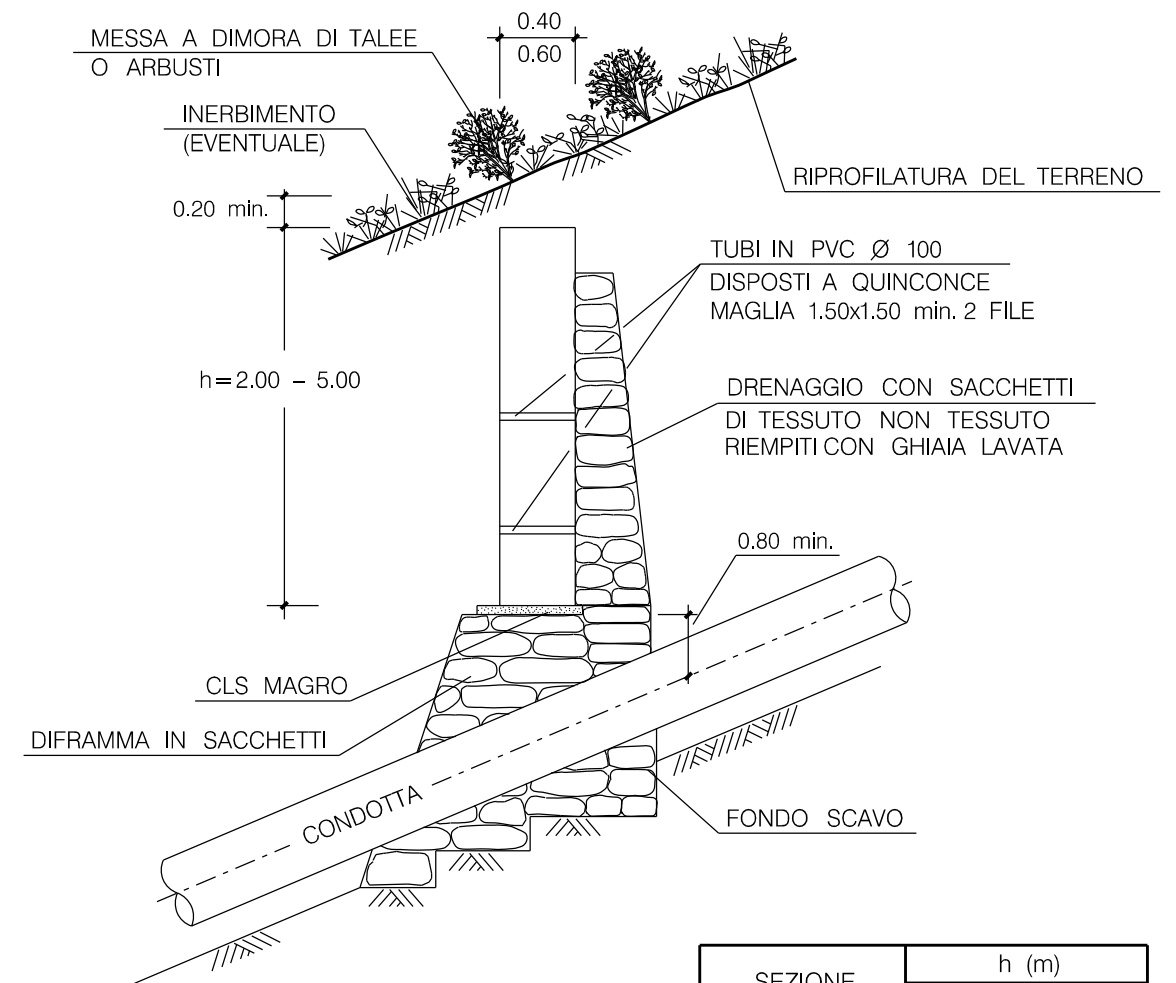 0.40
0.60
MESSA A DIMORA DI TALEE
O ARBUSTI
INERBIMENTO
(EVENTUALE)
0.20 min.
RIPROFILATURA DEL TERRENO
TUBI IN PVC Ø 100
DISPOSTI A QUINCONCE
MAGLIA 1.50x1.50 min. 2 FILE
h=2.00 - 5.00
DRENAGGIO CON SACCHETTI
DI TESSUTO NON TESSUTO
RIEMPITI CON GHIAIA LAVATA
0.80 min.
CLS MAGRO
DIFRAMMA IN SACCHETTI
CONDOTTA
FONDO SCAVO
h (m)
SEZIONE